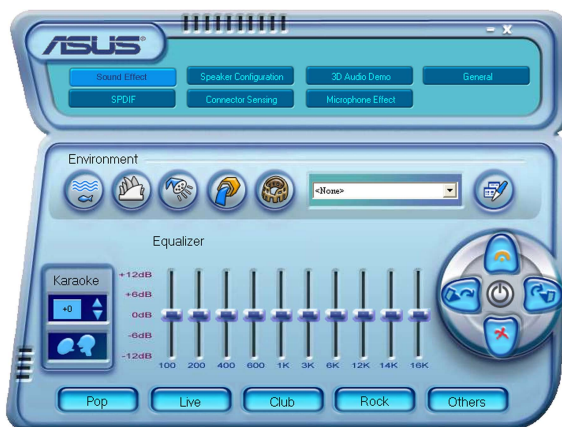 ASUS
Sound Effect Speaker Configuration 3D Audio Demo General
SPDIF Connector Sensing Microphone Effect
Environment
<None>
Equalizer
Karaoke
+0
+12dB
+6dB
0dB
-6dB
-12dB
100 200 400 600 1K 3K 6K 12K 14K 16K
Pop Live Club Rock Others